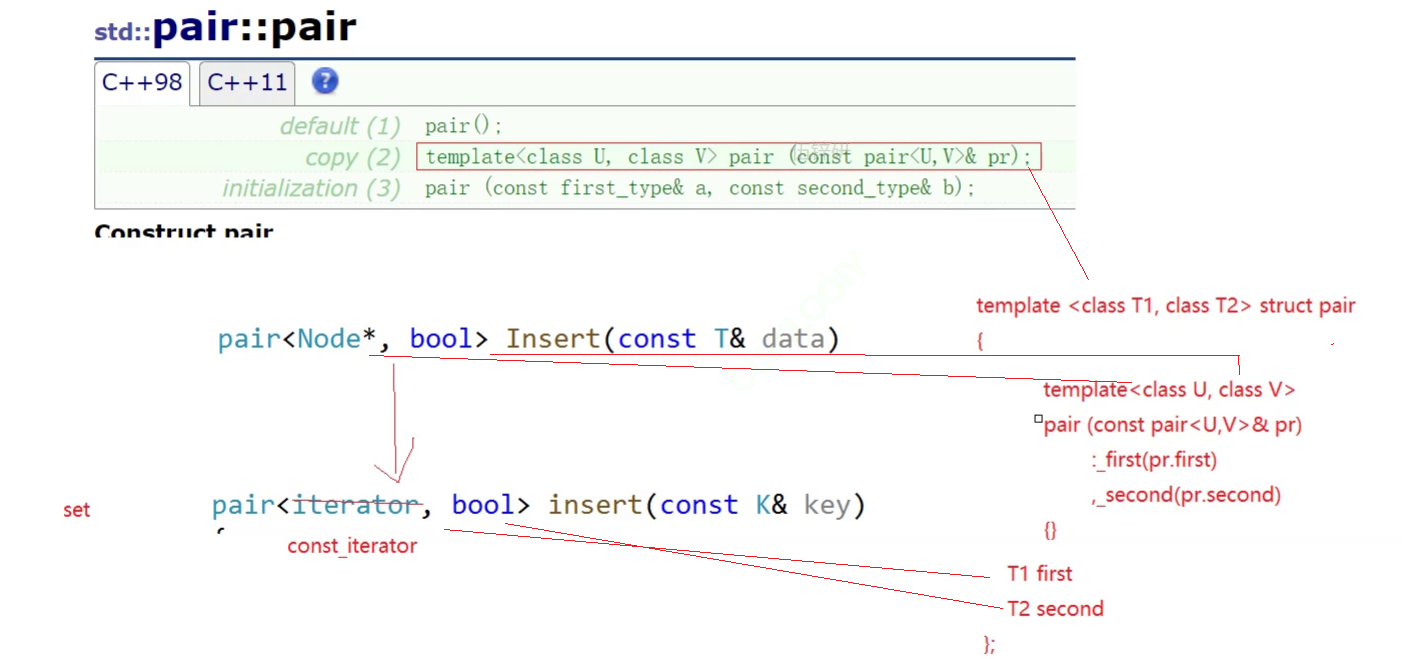 std::pair::pair
C++98 C++11 ?
default (1) pair();
copy (2) template<class U, class V> pair (const pair<U,V>& pr);
initialization (3) pair (const first_type& a, const second_type& b);
Construct pair
template <class T1, class T2> struct pair
{
pair<Node*, bool> Insert(const T& data)
template<class U, class V>
pair (const pair<U,V>& pr)
:_first(pr.first)
,_second(pr.second)
{}
set
pair<iterator, bool> insert(const K& key)
const_iterator
T1 first
T2 second
};